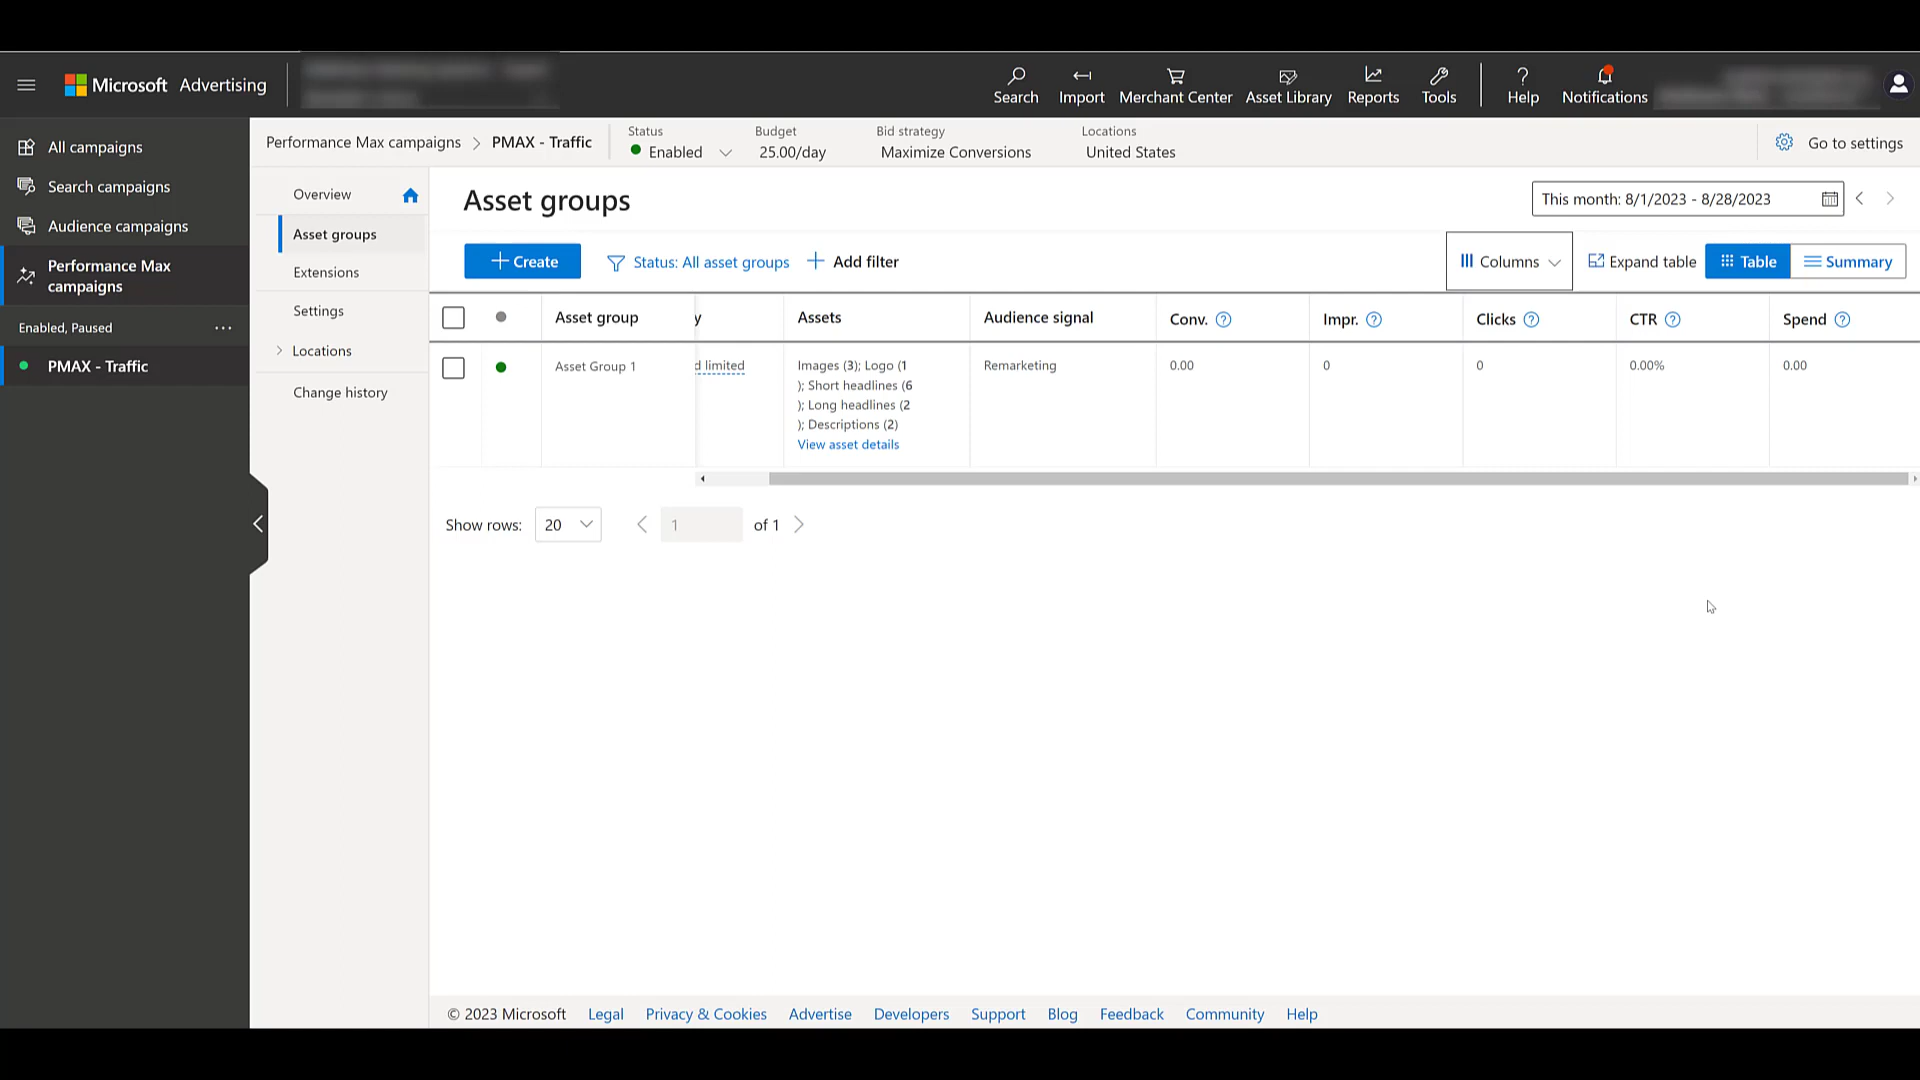 Microsoft Advertising
Search
Import
Merchant Center
Asset Library
Reports
Tools
Help
Notifications
All campaigns
Search campaigns
Audience campaigns
Performance Max
campaigns
Enabled, Paused
PMAX - Traffic
Performance Max campaigns
PMAX - Traffic
Status
Enabled
Budget
25.00/day
Bid strategy
Maximize Conversions
Locations
United States
Go to settings
Overview
Asset groups
Extensions
Settings
Locations
Change history
Asset groups
This month: 8/1/2023 - 8/28/2023
Create
Status: All asset groups
Add filter
Columns
Expand table
Table
Summary
Asset group
y
Assets
Audience signal
Conv.
Impr.
Clicks
CTR
Spend
Asset Group 1
d limited
Images (3); Logo (1
); Short headlines (6
); Long headlines (2
); Descriptions (2)
View asset details
Remarketing
0.00
0
0
0.00%
0.00
Show rows:
20
1
of 1
© 2023 Microsoft
Legal
Privacy & Cookies
Advertise
Developers
Support
Blog
Feedback
Community
Help